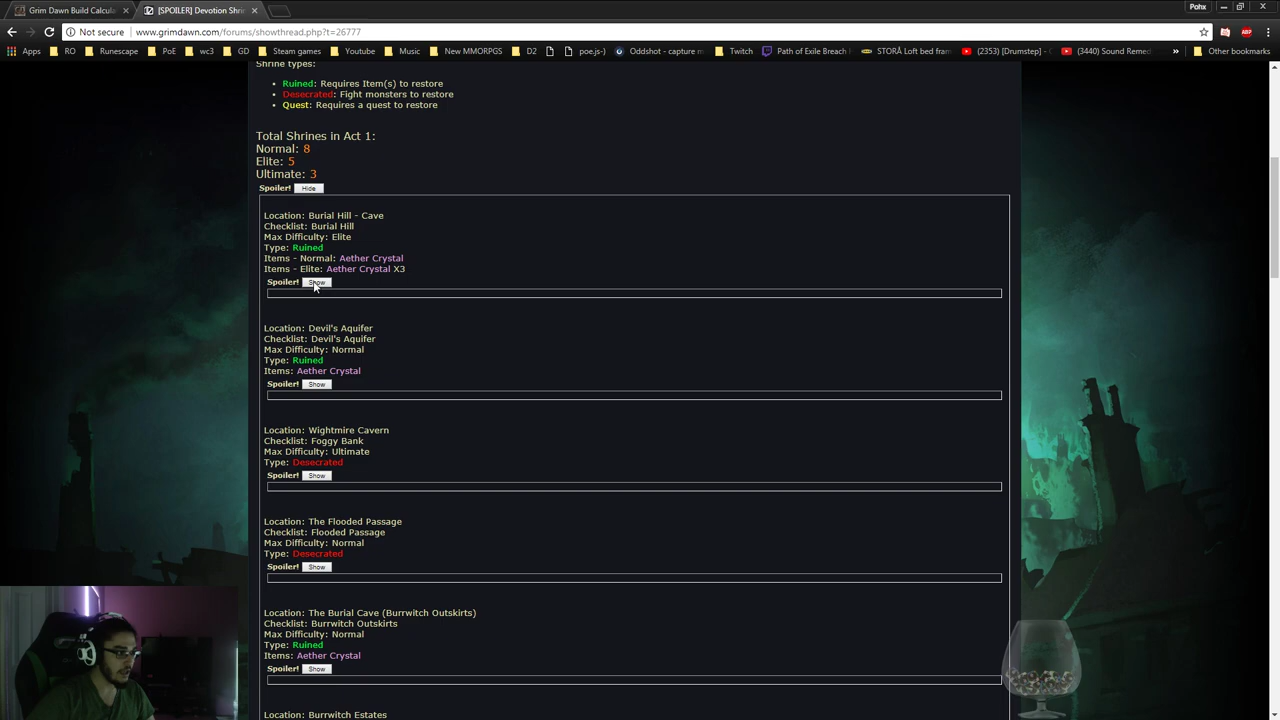 Grim Dawn Build Calcula
[SPOILER] Devotion Shri
Pohx
Not secure www.grimdawn.com/forums/showthread.php?t=26777
Apps RO Runescape PoE wc3 GD Steam games Youtube Music New MMORPGS D2 poe.js-) Oddshot - capture m Twitch Path of Exile Breach STORÅ Loft bed fram (2353) [Drumstep] - (3440) Sound Remed » Other bookmarks
Shrine types:
Ruined: Requires Item(s) to restore
Desecrated: Fight monsters to restore
Quest: Requires a quest to restore
Total Shrines in Act 1:
Normal: 8
Elite: 5
Ultimate: 3
Spoiler! Hide
Location: Burial Hill - Cave
Checklist: Burial Hill
Max Difficulty: Elite
Type: Ruined
Items - Normal: Aether Crystal
Items - Elite: Aether Crystal X3
Spoiler! Show
Location: Devil's Aquifer
Checklist: Devil's Aquifer
Max Difficulty: Normal
Type: Ruined
Items: Aether Crystal
Spoiler! Show
Location: Wightmire Cavern
Checklist: Foggy Bank
Max Difficulty: Ultimate
Type: Desecrated
Spoiler! Show
Location: The Flooded Passage
Checklist: Flooded Passage
Max Difficulty: Normal
Type: Desecrated
Spoiler! Show
Location: The Burial Cave (Burrwitch Outskirts)
Checklist: Burrwitch Outskirts
Max Difficulty: Normal
Type: Ruined
Items: Aether Crystal
Spoiler! Show
Location: Burrwitch Estates